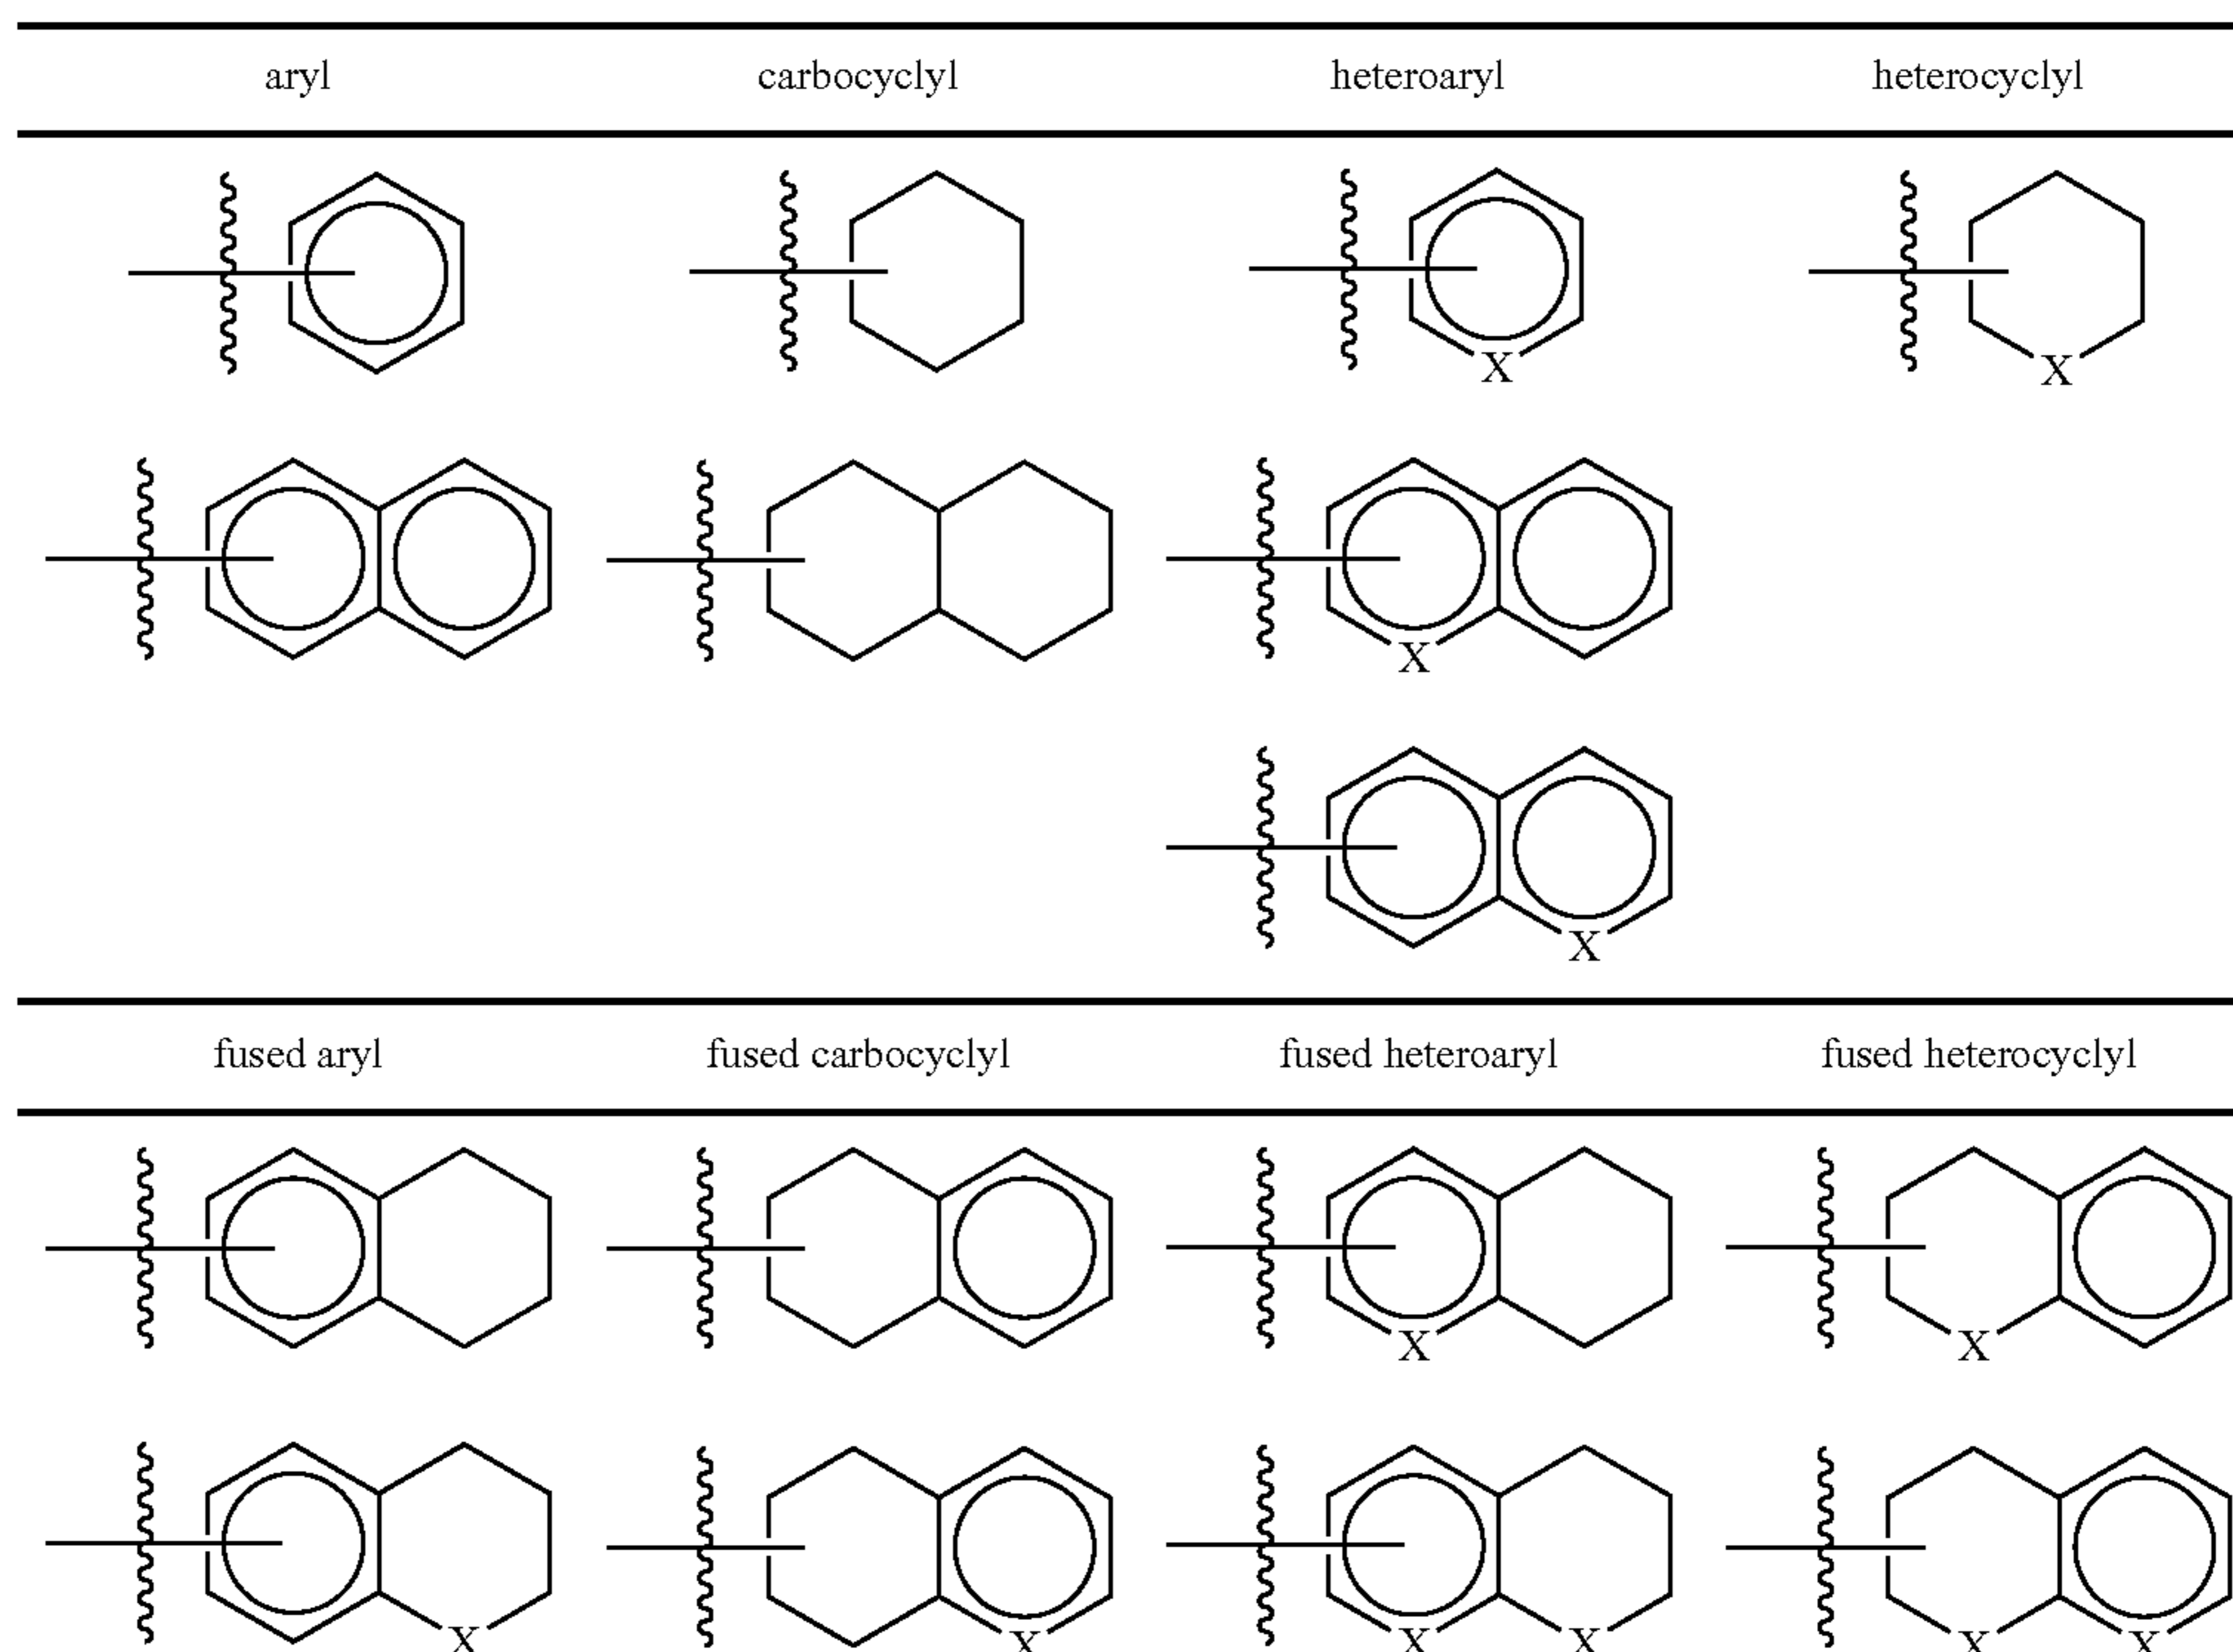 aryl carbocyclyl heteroaryl heterocyclyl
X X
X
X
fused aryl fused carbocyclyl fused heteroaryl fused heterocyclyl
X X
X X X X X X